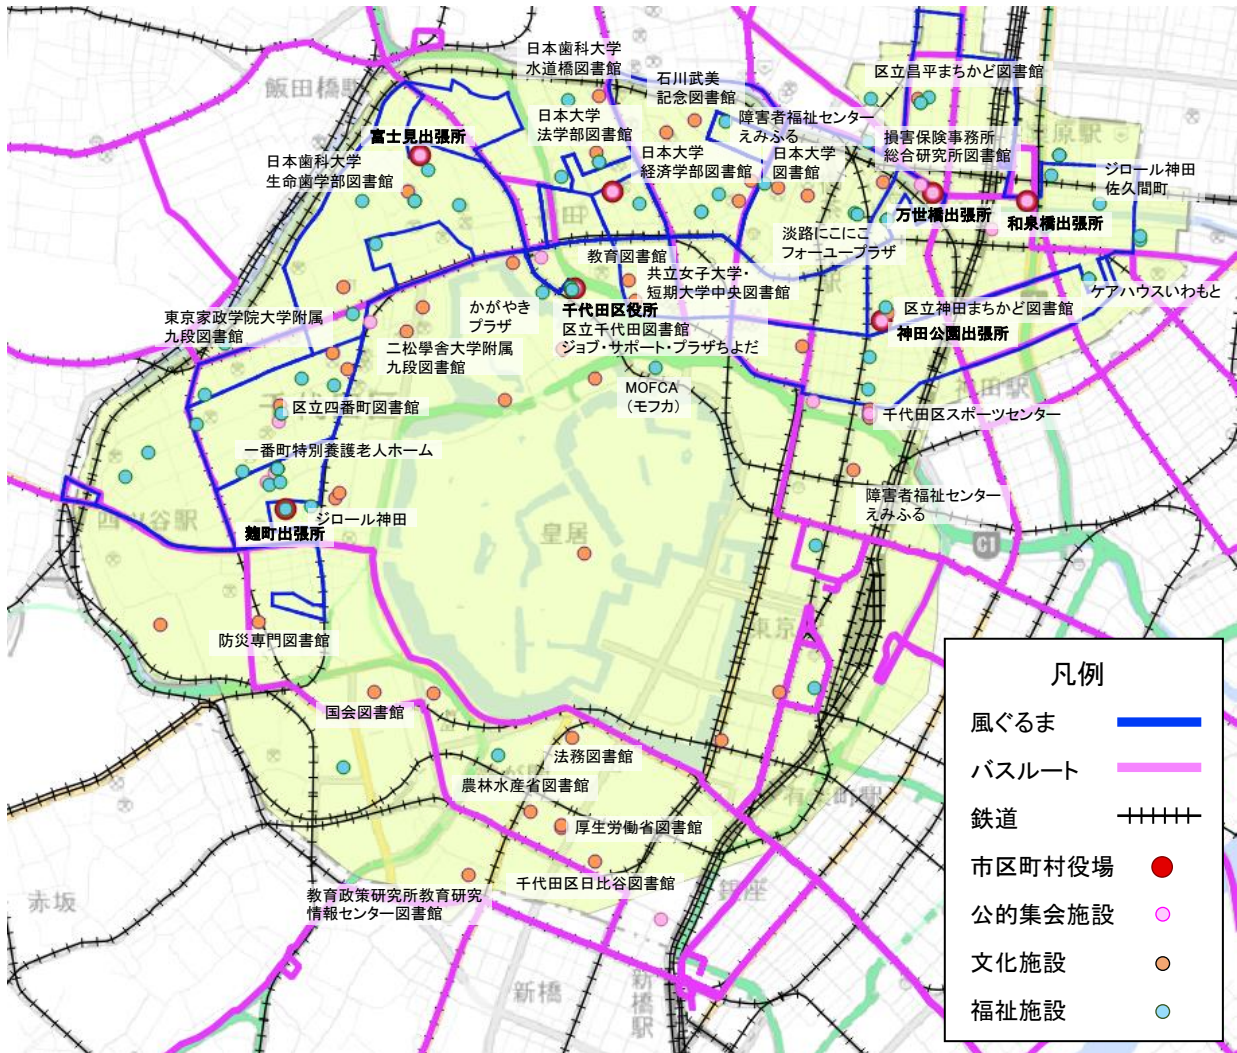 日本歯科大学
水道橋図書館
石川武美
記念図書館
区立昌平まちかど図書館
飯田橋駅
日本大学
法学部図書館
障害者福祉センター
えみふる
富士見出張所
損害保険事務所
総合研究所図書館
原駅
日本歯科大学
生命歯学部図書館
日本大学
経済学部図書館
日本大学
図書館
ジロール神田
佐久間町
万世橋出張所
和泉橋出張所
淡路にこにこ
フォーユープラザ
教育図書館
共立女子大学・
短期大学中央図書館
ケアハウスいわもと
かがやき
プラザ
千代田区役所
区立千代田図書館
ジョブ・サポート・プラザちよだ
区立神田まちかど図書館
神田公園出張所
東京家政学院大学附属
九段図書館
二松學舎大学附属
九段図書館
MOFCA
(モフカ)
神田駅
区立四番町図書館
千代田区スポーツセンター
一番町特別養護老人ホーム
障害者福祉センター
えみふる
四ツ谷駅
ジロール神田
麹町出張所
皇居
C1
東京
防災専門図書館
国会図書館
法務図書館
農林水産省図書館
有楽町駅
厚生労働省図書館
千代田区日比谷図書館
教育政策研究所教育研究
情報センター図書館
赤坂
銀座
新橋
新橋駅
凡例
風ぐるま
バスルート
鉄道
市区町村役場
公的集会施設
文化施設
福祉施設